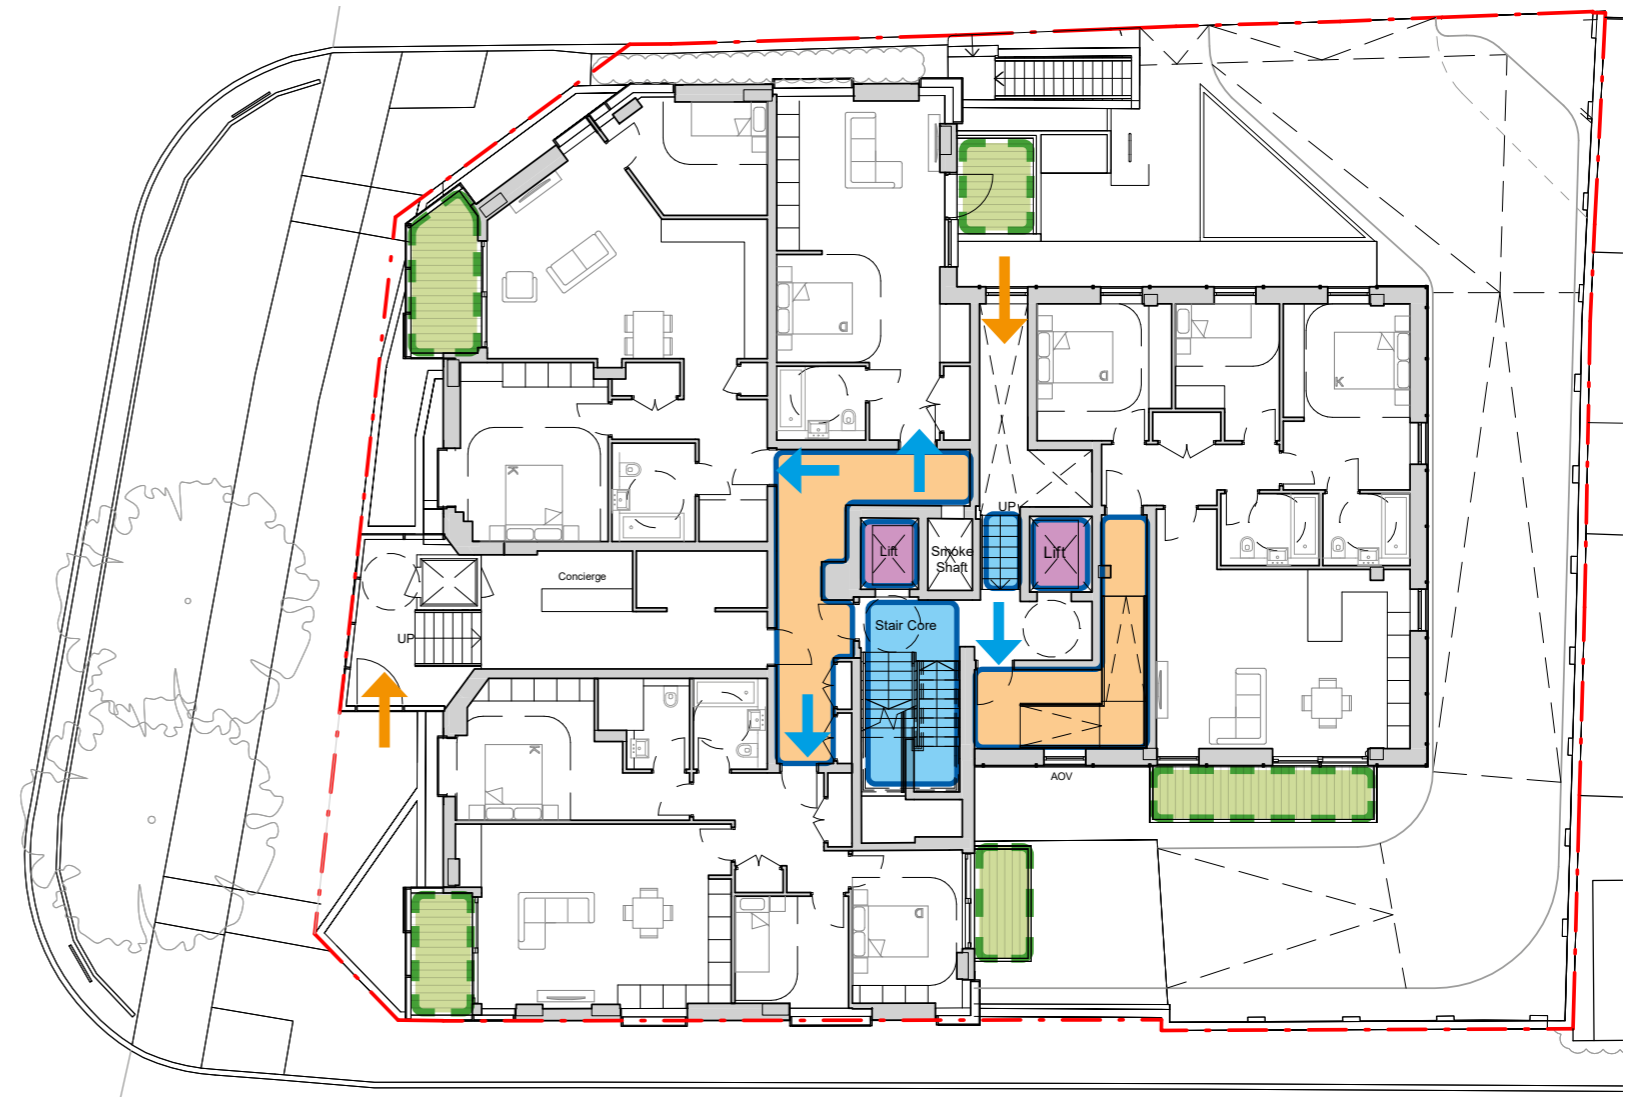 D
K
D
K
UP
Lift
Smoke
Shaft
Lift
Concierge
Stair Core
UP
K
AOV
D